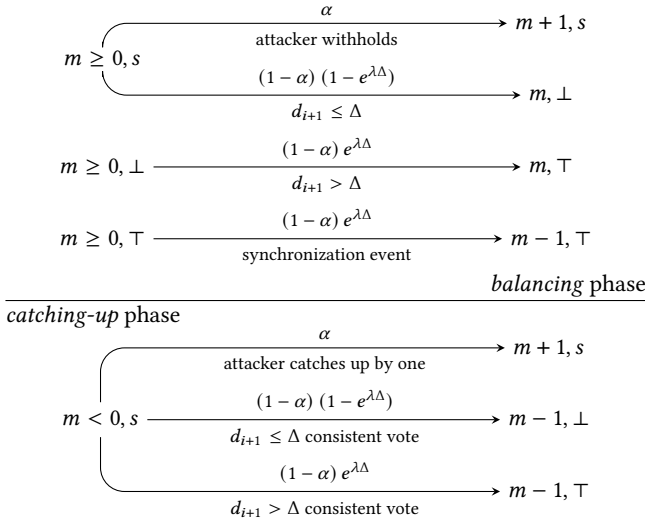 α
m ≥ 0, s
attacker withholds
m + 1, s
(1 − α) (1 − e^{λΔ})
d_{i+1} ≤ Δ
m, ⊥
(1 − α) e^{λΔ}
m ≥ 0, ⊥
d_{i+1} > Δ
m, ⊤
(1 − α) e^{λΔ}
m ≥ 0, ⊤
synchronization event
m − 1, ⊤
balancing phase
catching-up phase
α
attacker catches up by one
m + 1, s
(1 − α) (1 − e^{λΔ})
m < 0, s
d_{i+1} ≤ Δ consistent vote
m − 1, ⊥
(1 − α) e^{λΔ}
d_{i+1} > Δ consistent vote
m − 1, ⊤